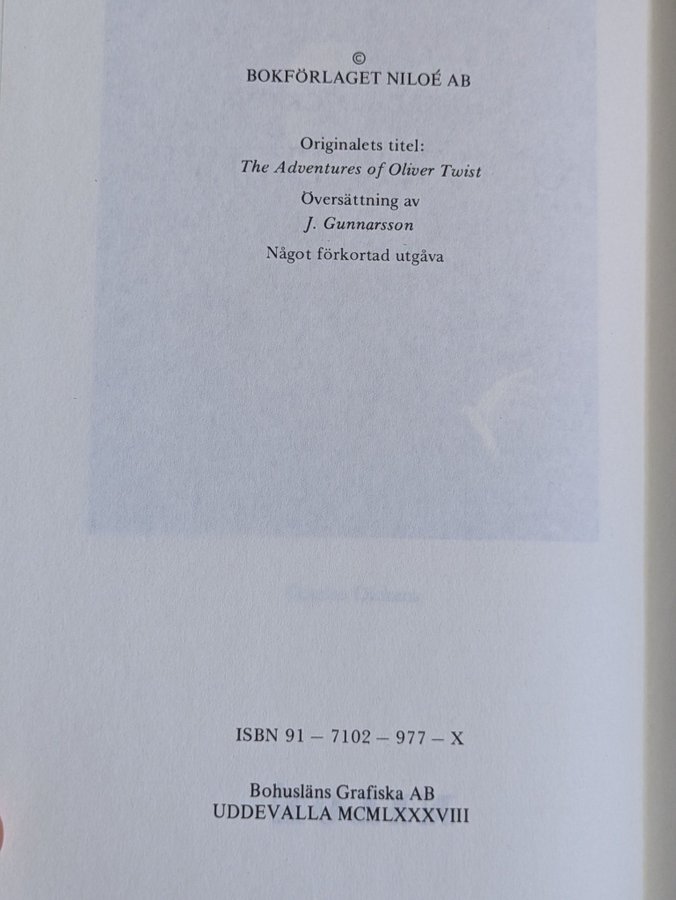 ©
BOKFÖRLAGET NILOÉ AB
Originalets titel:
The Adventures of Oliver Twist
Översättning av
J. Gunnarsson
Något förkortad utgåva
ISBN 91 – 7102 – 977 – X
Bohusläns Grafiska AB
UDDEVALLA MCMLXXXVIII